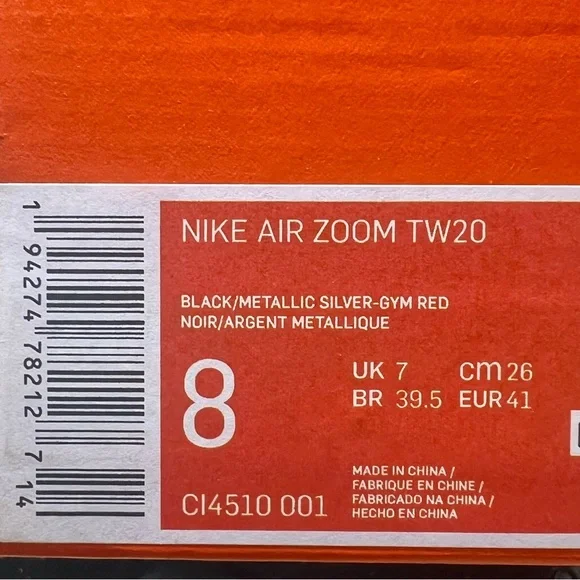 NIKE AIR ZOOM TW20
BLACK/METALLIC SILVER-GYM RED
NOIR/ARGENT METALLIQUE
8
UK 7 cm 26
BR 39.5 EUR 41
MADE IN CHINA /
FABRIQUE EN CHINE /
FABRICADO NA CHINA /
HECHO EN CHINA
CI4510 001
1 94274 78212 7 14